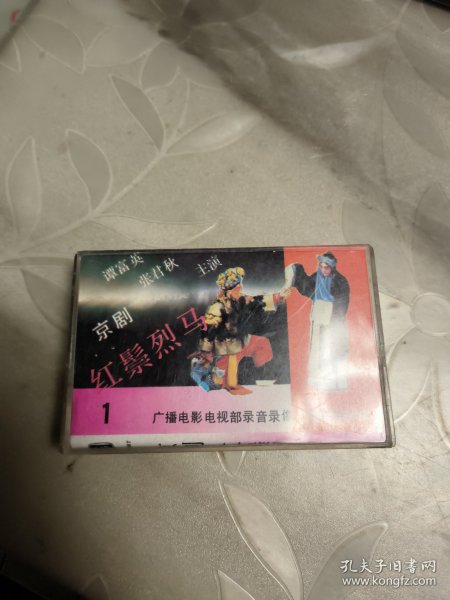 谭富英
张君秋
主演
京剧
红鬃烈马
1
广播电影电视部录音录像
孔夫子旧书网
www.kongfz.com